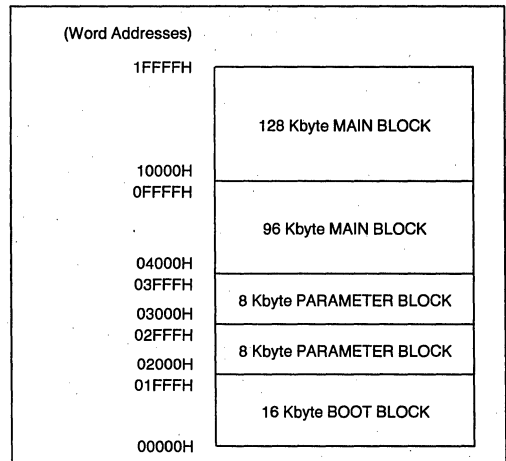 (Word Addresses)
1FFFFH
128 Kbyte MAIN BLOCK
10000H
0FFFFH
96 Kbyte MAIN BLOCK
04000H
03FFFH
8 Kbyte PARAMETER BLOCK
03000H
02FFFH
8 Kbyte PARAMETER BLOCK
02000H
01FFFH
16 Kbyte BOOT BLOCK
00000H